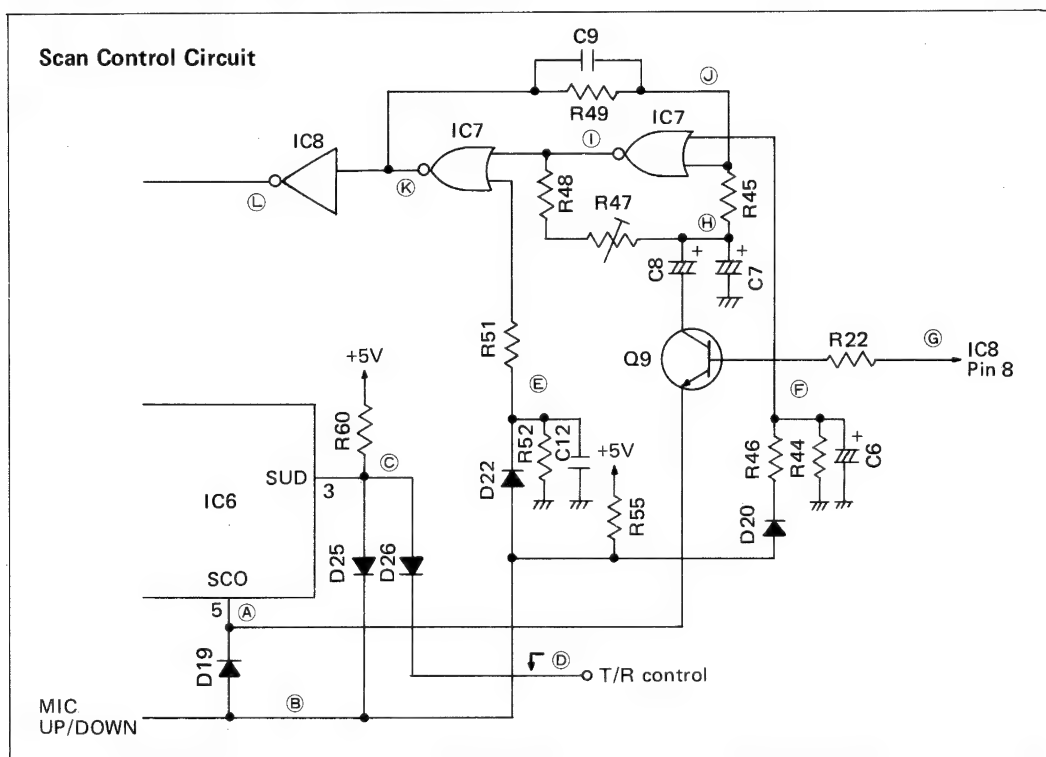 Scan Control Circuit
C9
J
R49
IC8
IC7
I
IC7
L
K
R48
R47
H
R45
+
+
C8
C7
R51
Q9
R22
G
IC8
Pin 8
+5V
E
F
R60
R52
C12
+5V
R46
R44
+
C6
C
D22
R55
D20
SUD
3
IC6
D25
D26
SCO
5
A
D19
D
T/R control
B
MIC
UP/DOWN